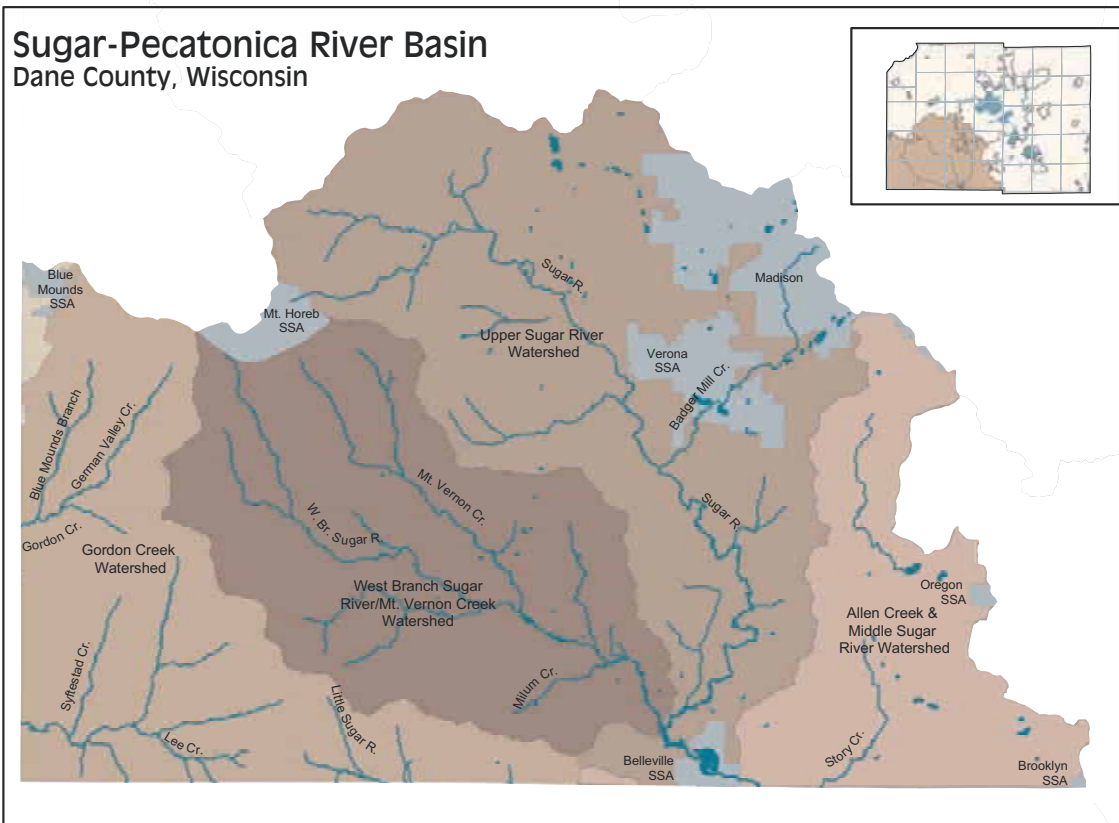 Sugar-Pecatonica River Basin
Dane County, Wisconsin
Blue
Mounds
SSA
Mt. Horeb
SSA
Sugar R.
Madison
Upper Sugar River
Watershed
Verona
SSA
Badger Mill Cr.
Blue Mounds Branch
German Valley Cr.
Gordon Cr.
Gordon Creek
Watershed
Mt. Vernon Cr.
W. Br. Sugar R.
Sugar R.
West Branch Sugar
River/Mt. Vernon Creek
Watershed
Oregon
SSA
Allen Creek &
Middle Sugar
River Watershed
Syftestad Cr.
Lee Cr.
Little Sugar R.
Milum Cr.
Belleville
SSA
Story Cr.
Brooklyn
SSA